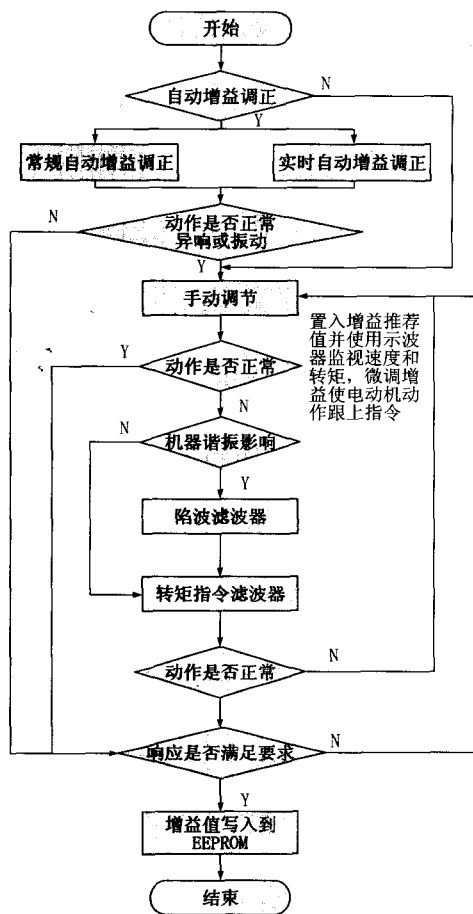 开始
自动增益调正
N
Y
常规自动增益调正
实时自动增益调正
N
动作是否正常
异响或振动
Y
手动调节
置入增益推荐
值并使用示波
器监视速度和
转矩，微调增
益使电动机动
作跟上指令
Y
动作是否正常
N
N
机器谐振影响
Y
陷波滤波器
转矩指令滤波器
动作是否正常
N
响应是否满足要求
N
Y
增益值写入到
EEPROM
结束